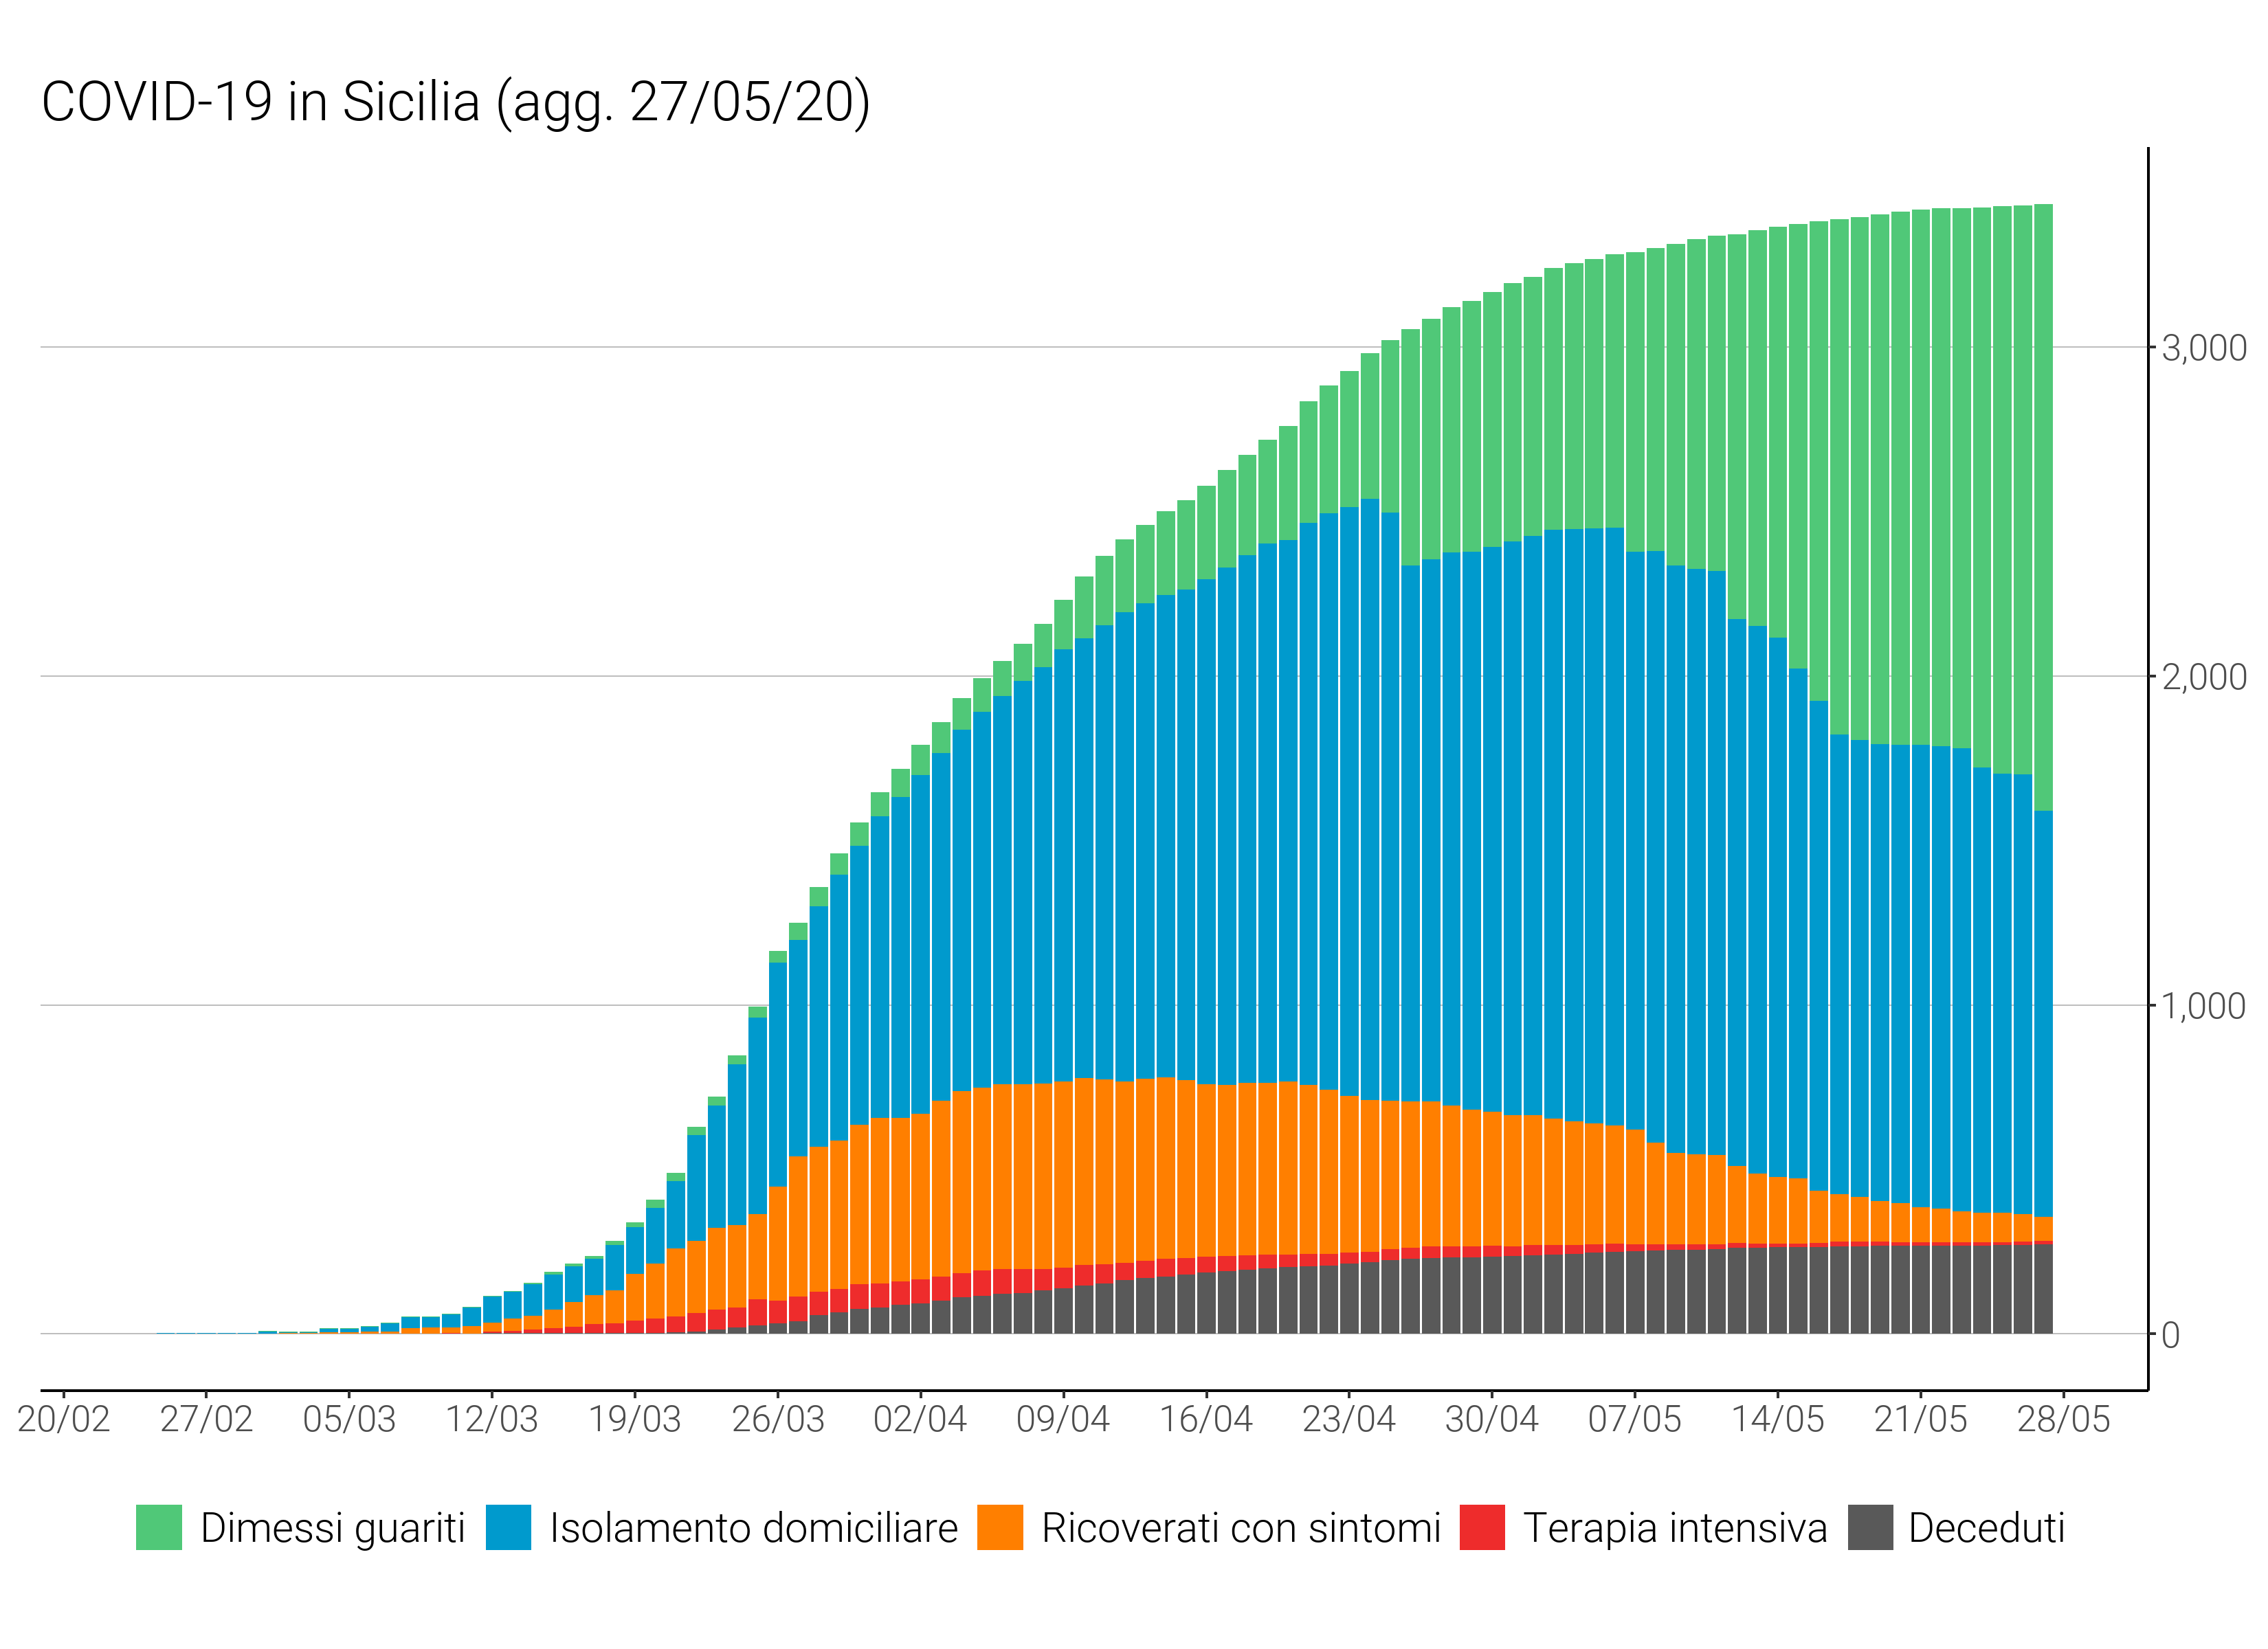 COVID-19 in Sicilia (agg. 27/05/20)
3,000
2,000
1,000
0
20/02 27/02 05/03 12/03 19/03 26/03 02/04 09/04 16/04 23/04 30/04 07/05 14/05 21/05 28/05
Dimessi guariti Isolamento domiciliare Ricoverati con sintomi Terapia intensiva Deceduti